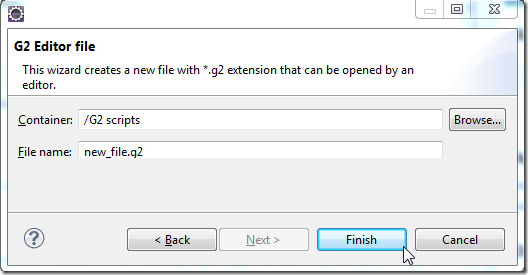 G2 Editor file
This wizard creates a new file with *.g2 extension that can be opened by an
editor.
Container: /G2 scripts Browse...
File name: new_file.g2
? < Back Next > Finish Cancel